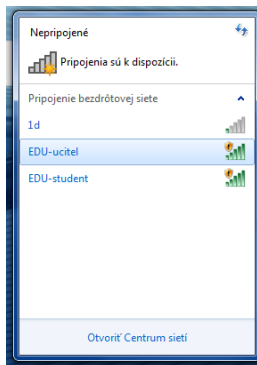 Nepripojené
Pripojenia sú k dispozícii.
Pripojenie bezdrôtovej siete
1d
EDU-ucitel
EDU-student
Otvoriť Centrum sietí